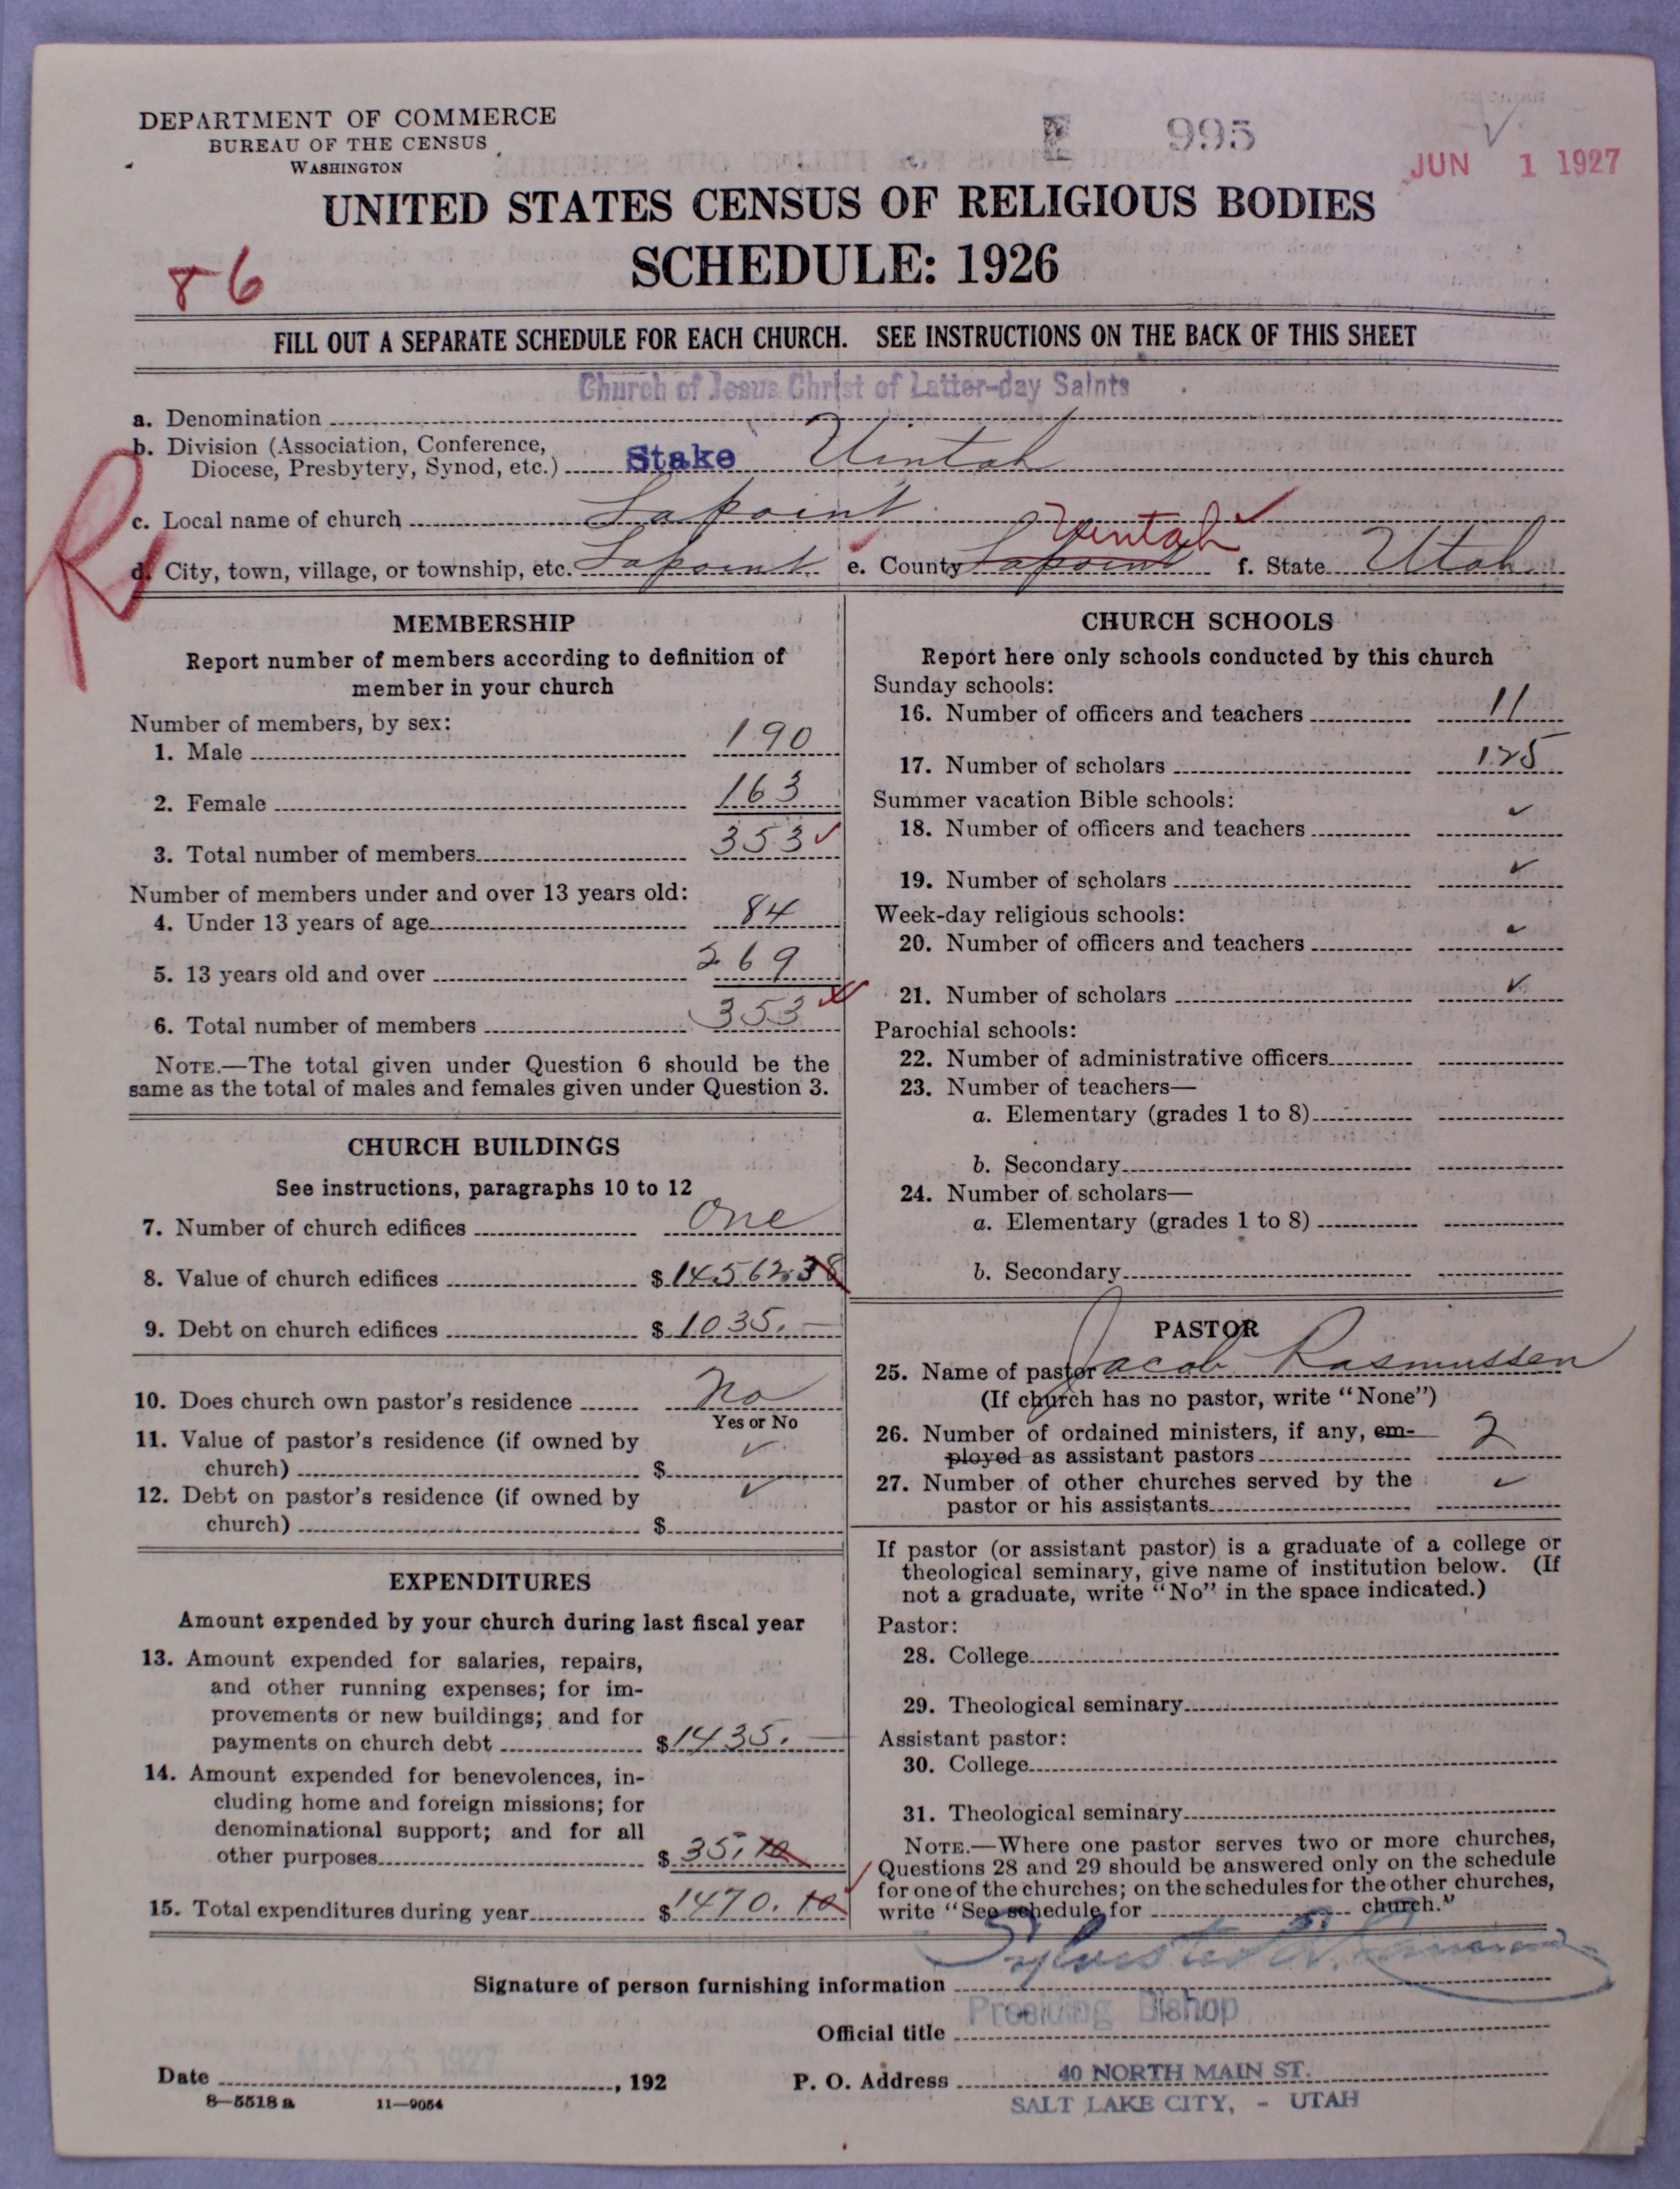 DEPARTMENT OF COMMERCE
BUREAU OF THE CENSUS
WASHINGTON
E 995
JUN 1 1927
UNITED STATES CENSUS OF RELIGIOUS BODIES
SCHEDULE: 1926
86
FILL OUT A SEPARATE SCHEDULE FOR EACH CHURCH. SEE INSTRUCTIONS ON THE BACK OF THIS SHEET
Church of Jesus Christ of Latter-day Saints
a. Denomination
b. Division (Association, Conference,
Diocese, Presbytery, Synod, etc.) Stake Uintah
c. Local name of church Lapoint
Uintah
d. City, town, village, or township, etc. Lapoint e. County Lapoint f. State Utah
MEMBERSHIP
Report number of members according to definition of
member in your church
Number of members, by sex:
1. Male 190
2. Female 163
3. Total number of members 353
Number of members under and over 13 years old:
4. Under 13 years of age 84
5. 13 years old and over 269
6. Total number of members 353
NOTE.—The total given under Question 6 should be the
same as the total of males and females given under Question 3.
CHURCH BUILDINGS
See instructions, paragraphs 10 to 12
7. Number of church edifices One
8. Value of church edifices $14562.38
9. Debt on church edifices $1035.—
10. Does church own pastor's residence No
Yes or No
11. Value of pastor's residence (if owned by
church) $
12. Debt on pastor's residence (if owned by
church) $
EXPENDITURES
Amount expended by your church during last fiscal year
13. Amount expended for salaries, repairs,
and other running expenses; for im-
provements or new buildings; and for
payments on church debt $1435.—
14. Amount expended for benevolences, in-
cluding home and foreign missions; for
denominational support; and for all
other purposes $35.10
15. Total expenditures during year $1470.10
CHURCH SCHOOLS
Report here only schools conducted by this church
Sunday schools:
16. Number of officers and teachers 11
17. Number of scholars 125
Summer vacation Bible schools:
18. Number of officers and teachers ✓
19. Number of scholars ✓
Week-day religious schools:
20. Number of officers and teachers ✓
21. Number of scholars ✓
Parochial schools:
22. Number of administrative officers
23. Number of teachers—
a. Elementary (grades 1 to 8)
b. Secondary
24. Number of scholars—
a. Elementary (grades 1 to 8)
b. Secondary
PASTOR
25. Name of pastor Jacob Rasmussen
(If church has no pastor, write "None")
26. Number of ordained ministers, if any, em-
ployed as assistant pastors 2
27. Number of other churches served by the
pastor or his assistants ✓
If pastor (or assistant pastor) is a graduate of a college or
theological seminary, give name of institution below. (If
not a graduate, write "No" in the space indicated.)
Pastor:
28. College
29. Theological seminary
Assistant pastor:
30. College
31. Theological seminary
NOTE.—Where one pastor serves two or more churches,
Questions 28 and 29 should be answered only on the schedule
for one of the churches; on the schedules for the other churches,
write "See schedule for church."
Signature of person furnishing information Sylvester Q. Cannon
Official title Presiding Bishop
Date MAY 25 1927, 192
P. O. Address 40 NORTH MAIN ST.
SALT LAKE CITY, - UTAH
8—5518 a 11—9054